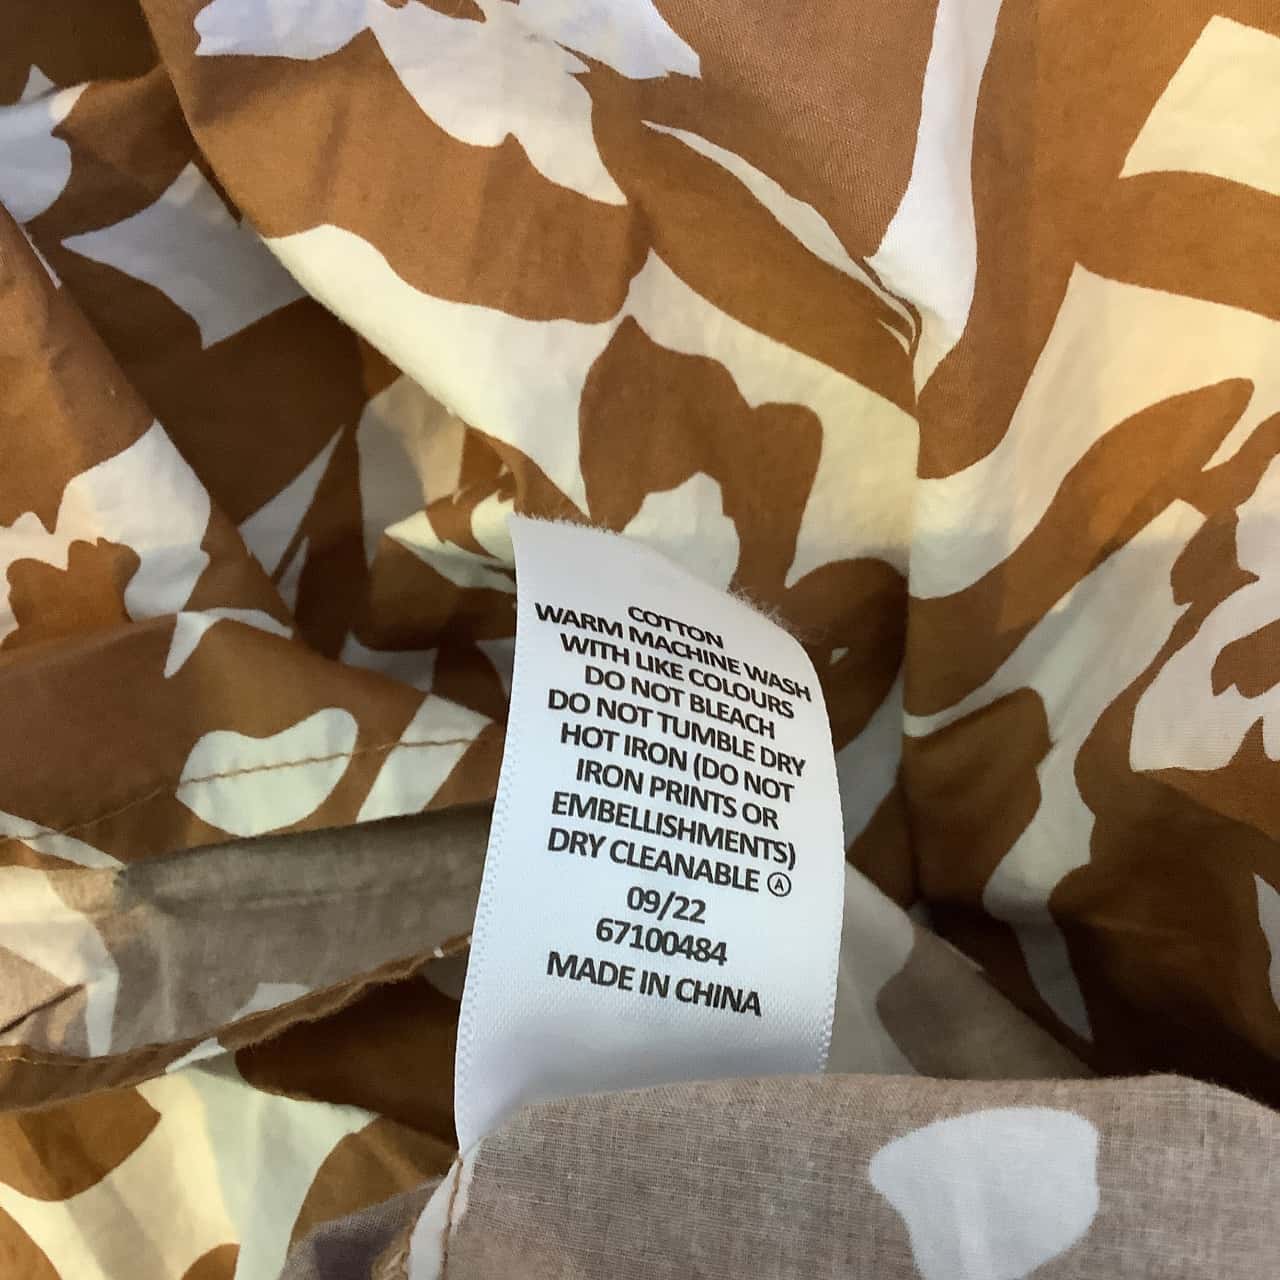 COTTON
WARM MACHINE WASH
WITH LIKE COLOURS
DO NOT BLEACH
DO NOT TUMBLE DRY
HOT IRON (DO NOT
IRON PRINTS OR
EMBELLISHMENTS)
DRY CLEANABLE Ⓐ
09/22
67100484
MADE IN CHINA